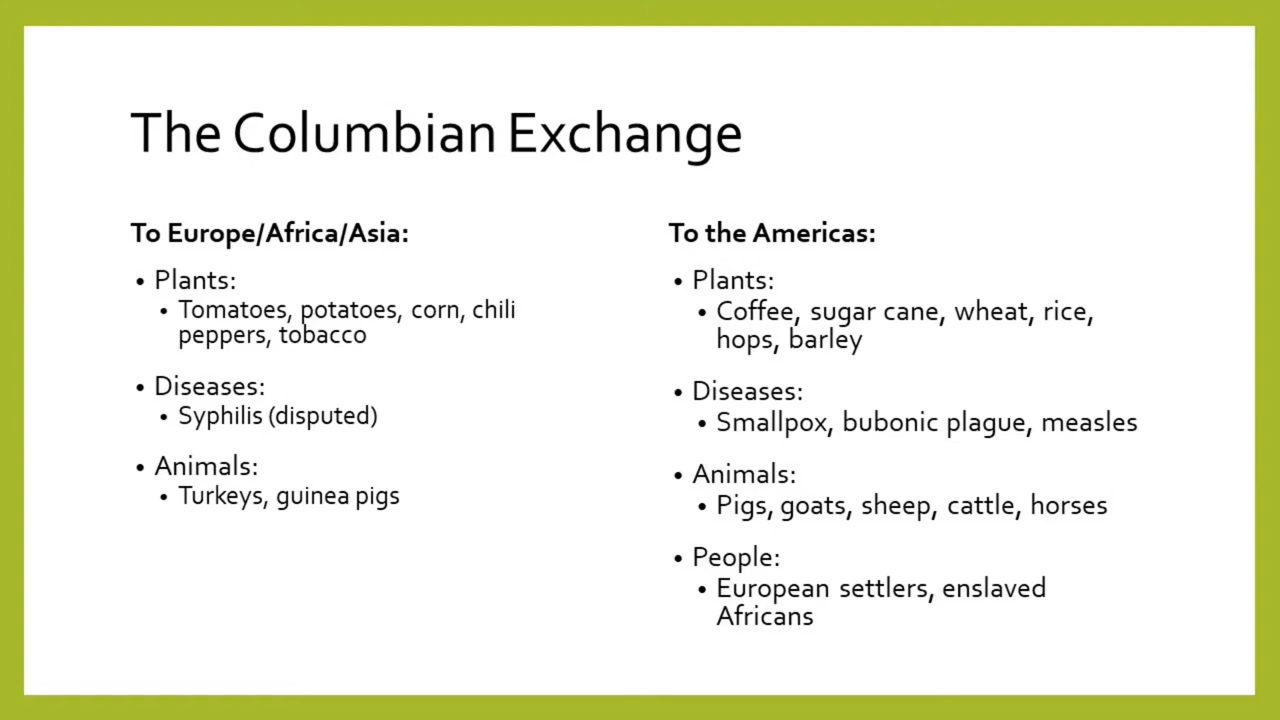 The Columbian Exchange
To Europe/Africa/Asia:
• Plants:
• Tomatoes, potatoes, corn, chili
peppers, tobacco
• Diseases:
• Syphilis (disputed)
• Animals:
• Turkeys, guinea pigs
To the Americas:
• Plants:
• Coffee, sugar cane, wheat, rice,
hops, barley
• Diseases:
• Smallpox, bubonic plague, measles
• Animals:
• Pigs, goats, sheep, cattle, horses
• People:
• European settlers, enslaved
Africans